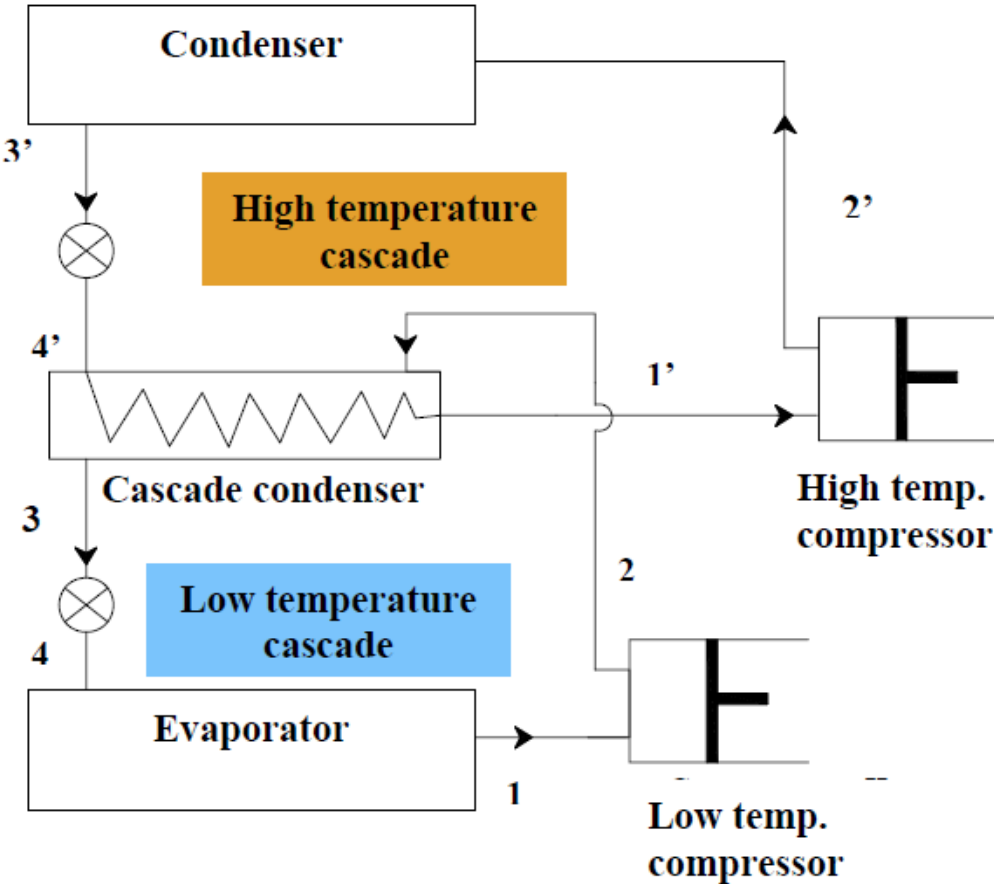 Condenser
3’
High temperature
cascade
2’
4’
1’
Cascade condenser
High temp.
compressor
3
2
Low temperature
cascade
4
Evaporator
1
Low temp.
compressor